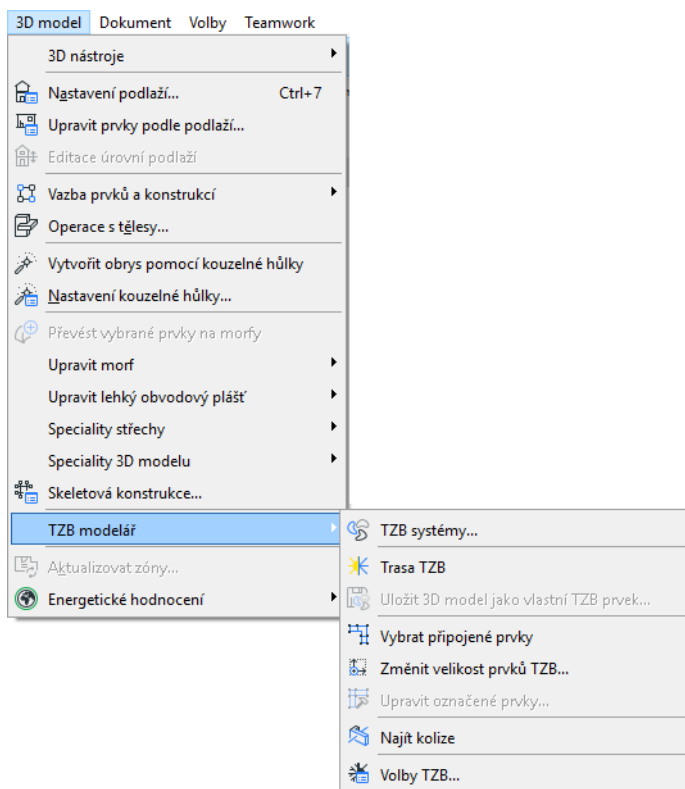 3D model Dokument Volby Teamwork
3D nástroje
Nastavení podlaží... Ctrl+7
Upravit prvky podle podlaží...
Editace úrovní podlaží
Vazba prvků a konstrukcí
Operace s tělesy...
Vytvořit obrys pomocí kouzelné hůlky
Nastavení kouzelné hůlky...
Převést vybrané prvky na morfy
Upravit morf
Upravit lehký obvodový plášť
Speciality střechy
Speciality 3D modelu
Skeletová konstrukce...
TZB modelář
TZB systémy...
Trasa TZB
Aktualizovat zóny...
Energetické hodnocení
Uložit 3D model jako vlastní TZB prvek...
Vybrat připojené prvky
Změnit velikost prvků TZB...
Upravit označené prvky...
Najít kolize
Volby TZB...